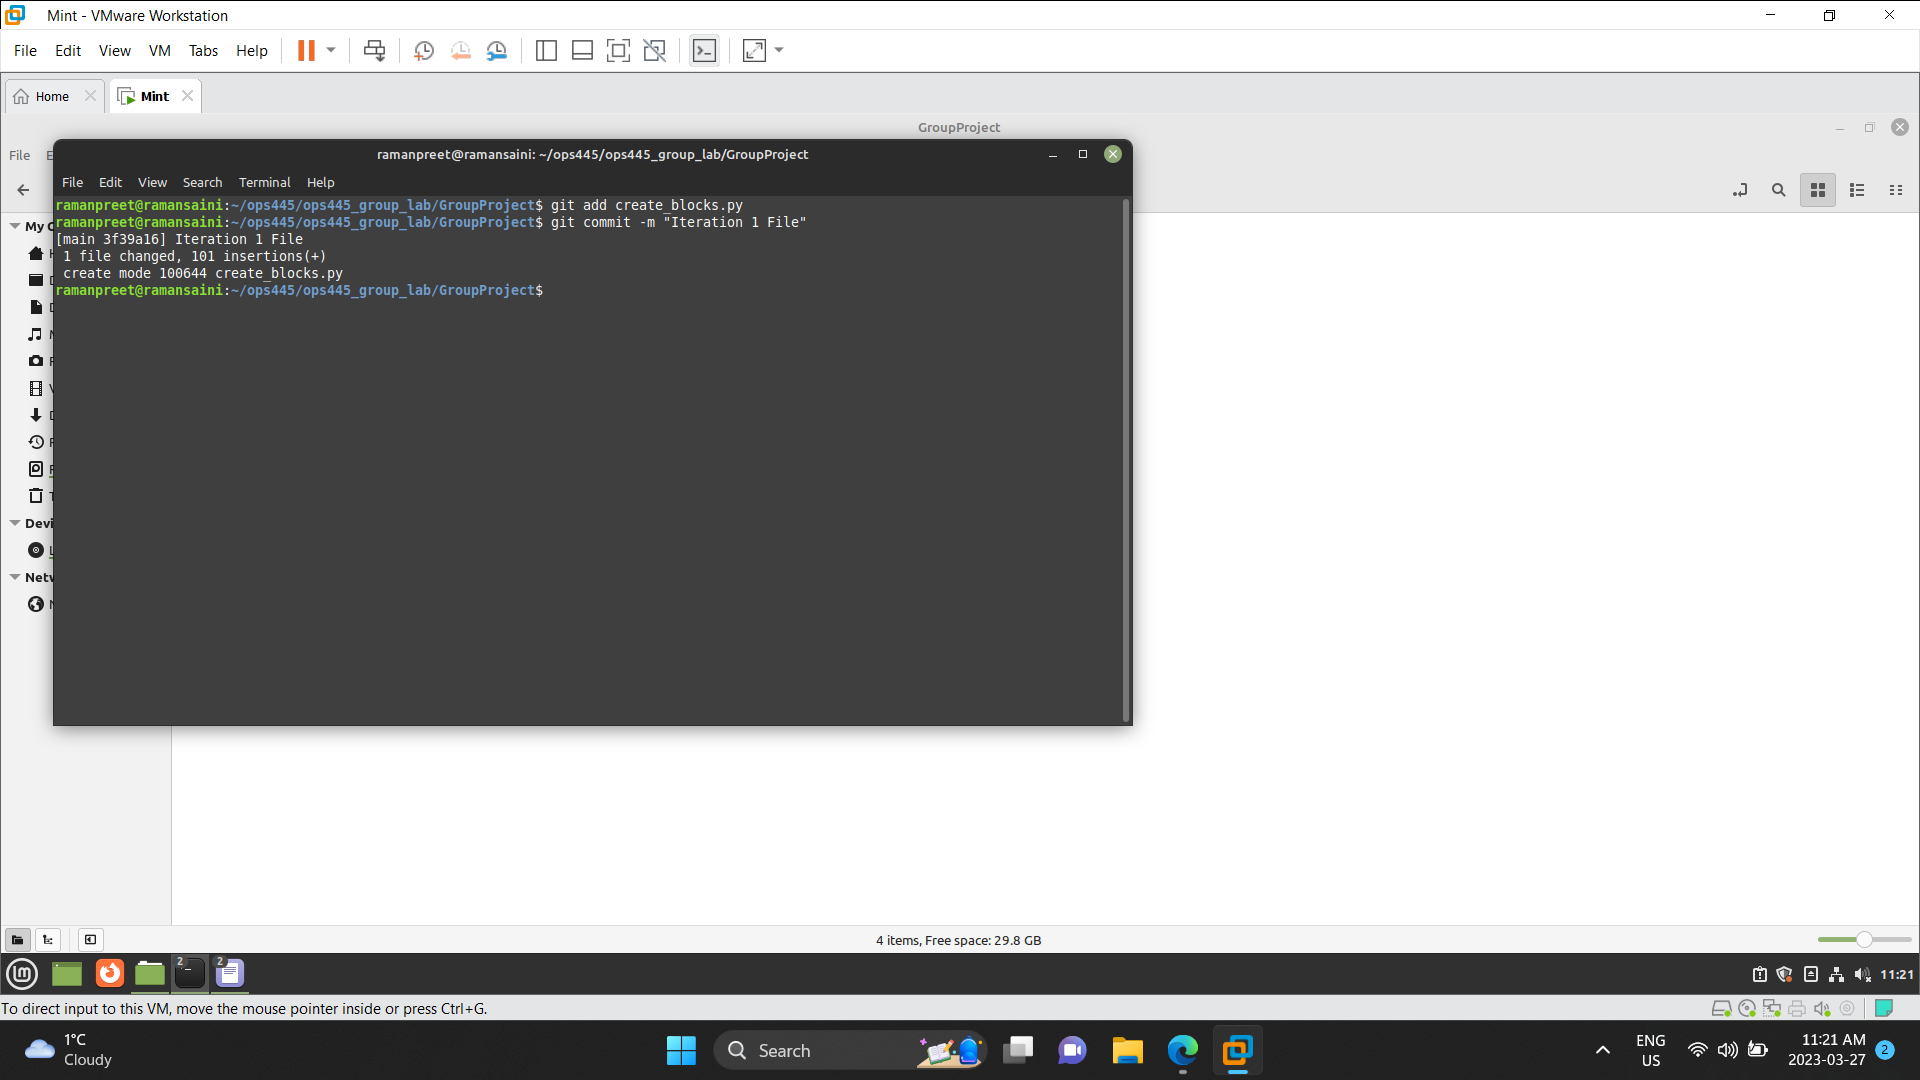 Mint - VMware Workstation
File Edit View VM Tabs Help
Home Mint
GroupProject
File
ramanpreet@ramansaini: ~/ops445/ops445_group_lab/GroupProject
File Edit View Search Terminal Help
ramanpreet@ramansaini:~/ops445/ops445_group_lab/GroupProject$ git add create_blocks.py
ramanpreet@ramansaini:~/ops445/ops445_group_lab/GroupProject$ git commit -m "Iteration 1 File"
[main 3f39a16] Iteration 1 File
1 file changed, 101 insertions(+)
create mode 100644 create_blocks.py
ramanpreet@ramansaini:~/ops445/ops445_group_lab/GroupProject$
My
4 items, Free space: 29.8 GB
2 2 11:21
To direct input to this VM, move the mouse pointer inside or press Ctrl+G.
1°C
Cloudy
Search
ENG
US
11:21 AM
2023-03-27
2